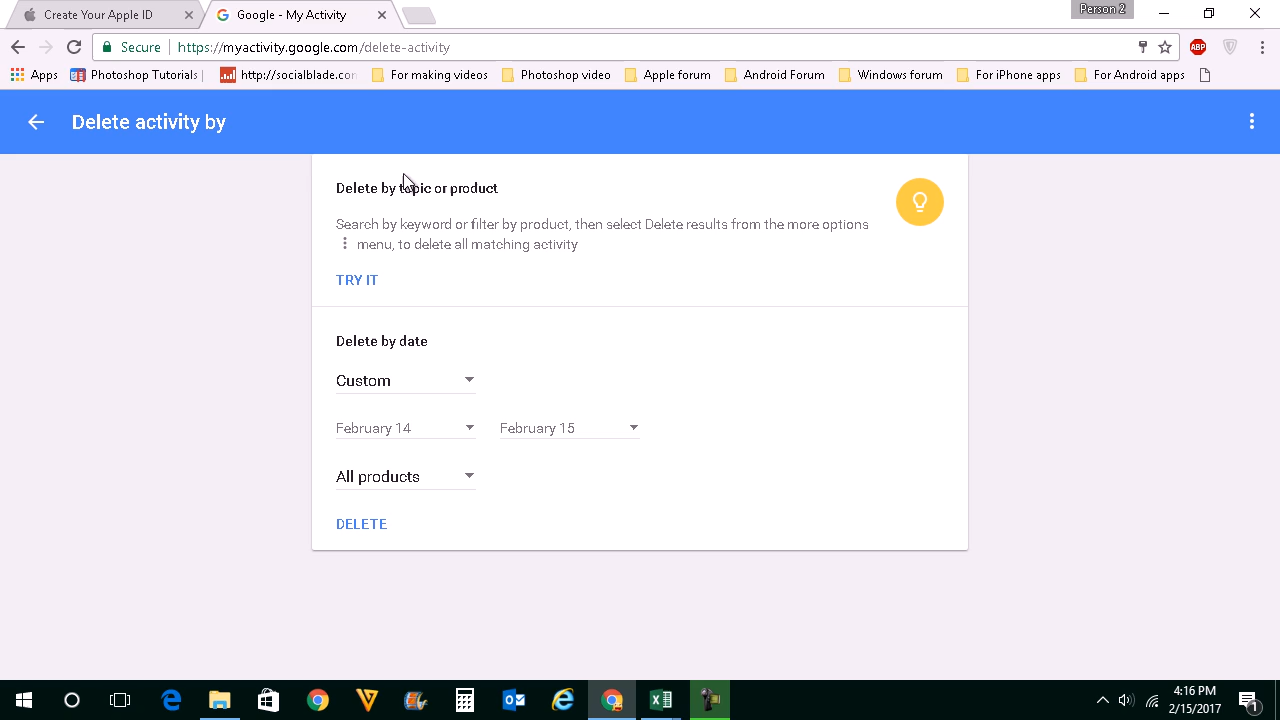 Create Your Apple ID
Google - My Activity
Person 2
Secure
https://myactivity.google.com/delete-activity
ABP
Apps
Photoshop Tutorials
http://socialblade.co
For making videos
Photoshop video
Apple forum
Android Forum
Windows forum
For iPhone apps
For Android apps
Delete activity by
Delete by topic or product
Search by keyword or filter by product, then select Delete results from the more options
menu, to delete all matching activity
TRY IT
Delete by date
Custom
February 14
February 15
All products
DELETE
4:16 PM
2/15/2017
1